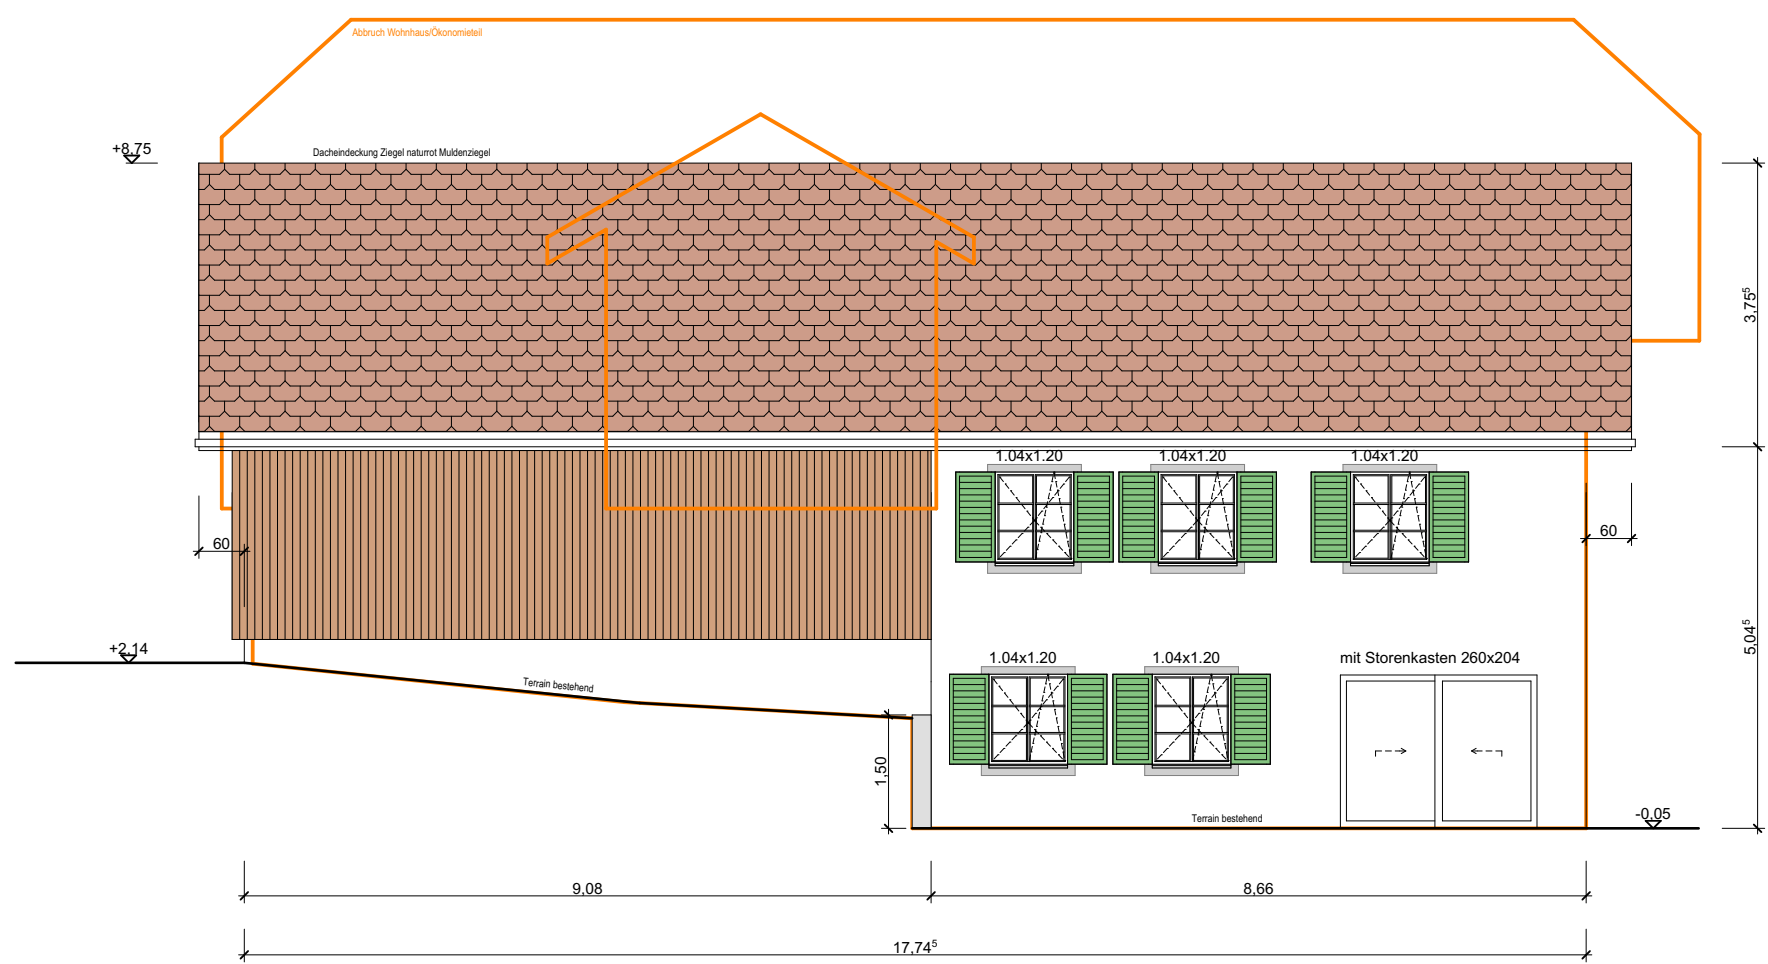 Abbruch Wohnhaus/Ökonomieteil
+8,75
Dacheindeckung Ziegel naturrot Muldenziegel
3,75⁵
1.04x1.20
1.04x1.20
1.04x1.20
60
60
+2,14
Terrain bestehend
1.04x1.20
1.04x1.20
mit Storenkasten 260x204
5,04⁵
1,50
Terrain bestehend
-0,05
9,08
8,66
17,74⁵